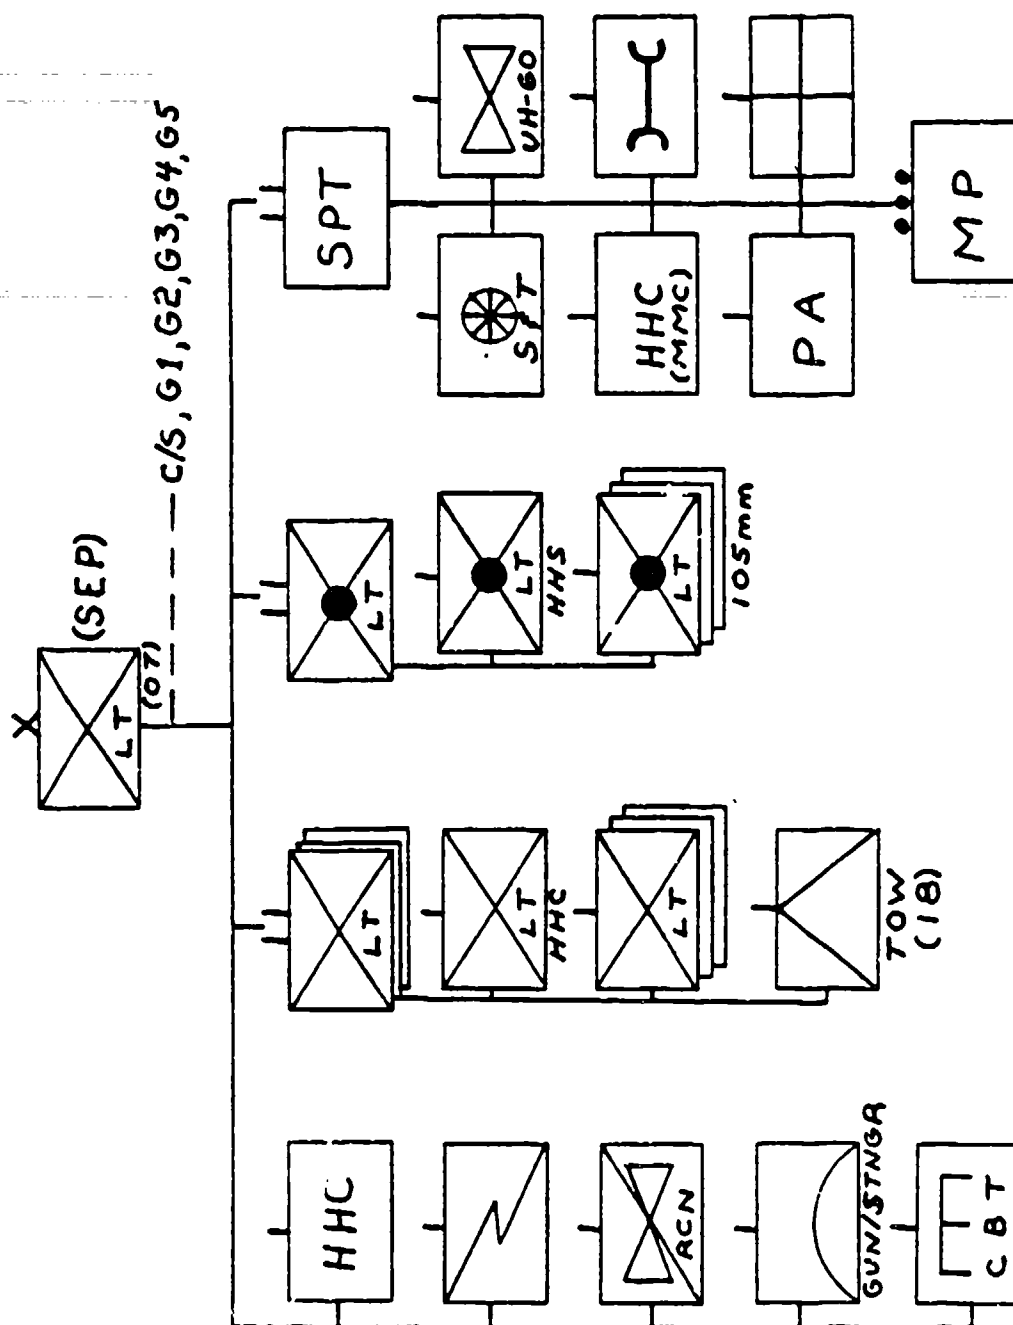 (SEP)
LT
(OT)
C/S, G1, G2, G3, G4, G5
HHC
RCN
GUN/STNGR
CBT
LT
LT
HHC
LT
TOW
(18)
LT
LT
HHS
LT
105mm
SPT
SPT
UH-60
HHC
(MMC)
PA
MP